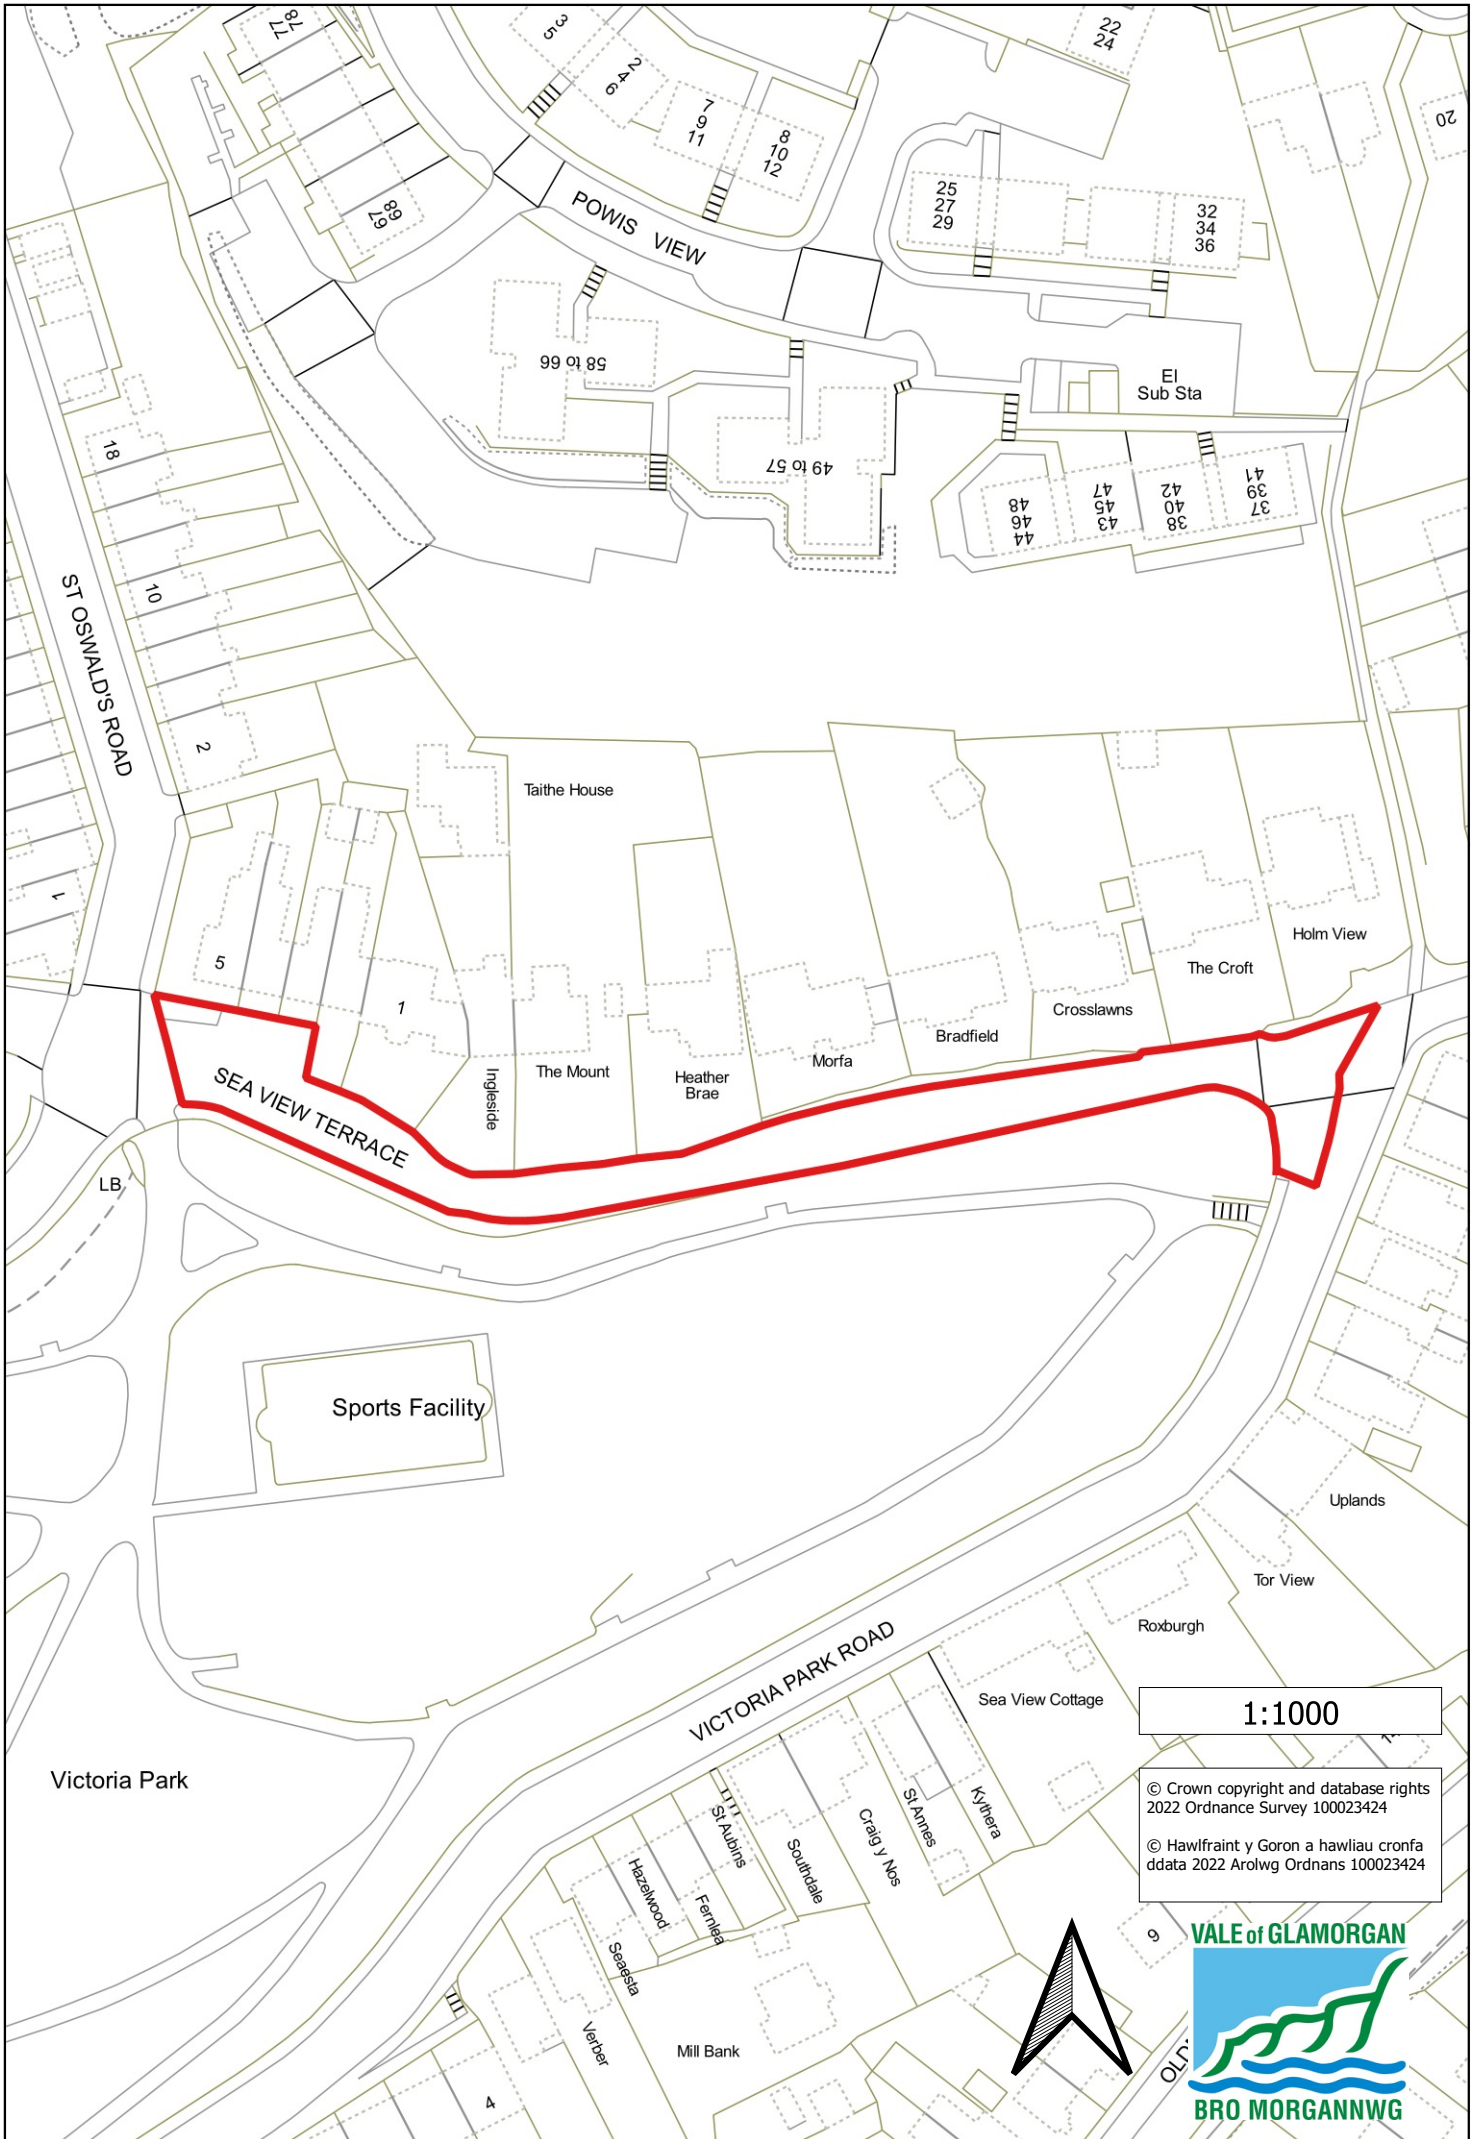 77
78
3
5
2
4
6
7
9
11
8
10
12
22
24
20
67
68
POWIS VIEW
25
27
29
32
34
36
58 to 66
El
Sub Sta
49 to 57
18
10
2
1
ST OSWALD'S ROAD
44
46
48
43
45
47
38
40
42
37
39
41
Taithe House
5
1
Holm View
The Croft
Crosslawns
Bradfield
Morfa
Heather
Brae
The Mount
Ingleside
SEA VIEW TERRACE
LB
Sports Facility
Uplands
Tor View
Roxburgh
Sea View Cottage
VICTORIA PARK ROAD
Victoria Park
Kythera
St Annes
Craig y Nos
Southdale
St Aubins
Fernlea
Hazelwood
Seaesta
Verber
Mill Bank
4
9
1:1000
© Crown copyright and database rights
2022 Ordnance Survey 100023424
© Hawlfraint y Goron a hawliau cronfa
ddata 2022 Arolwg Ordnans 100023424
VALE of GLAMORGAN
BRO MORGANNWG